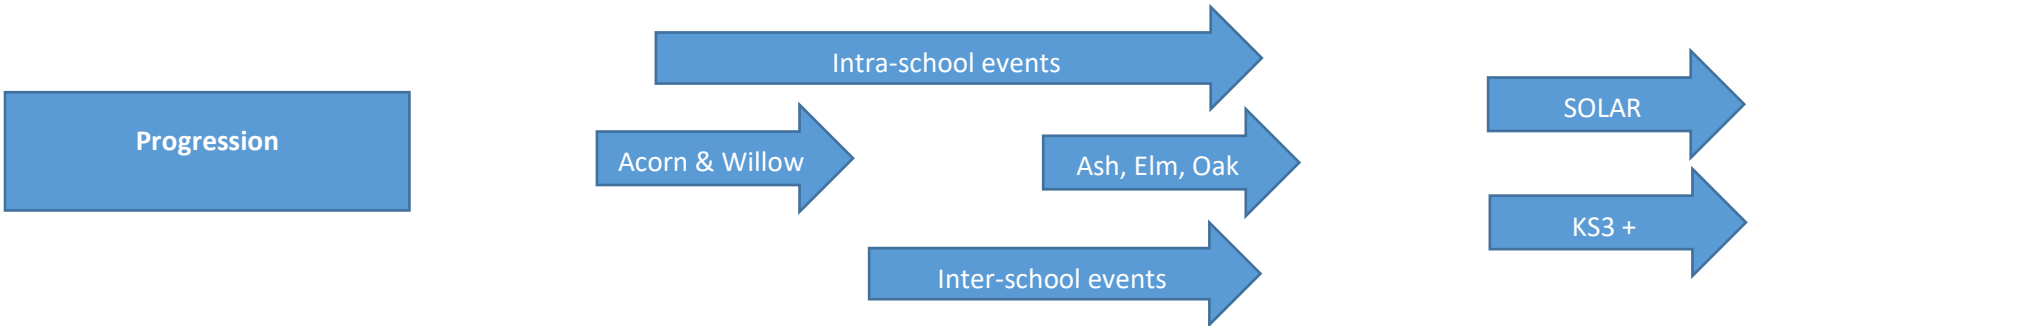 Progression
Intra-school events
Acorn & Willow
Ash, Elm, Oak
Inter-school events
SOLAR
KS3 +